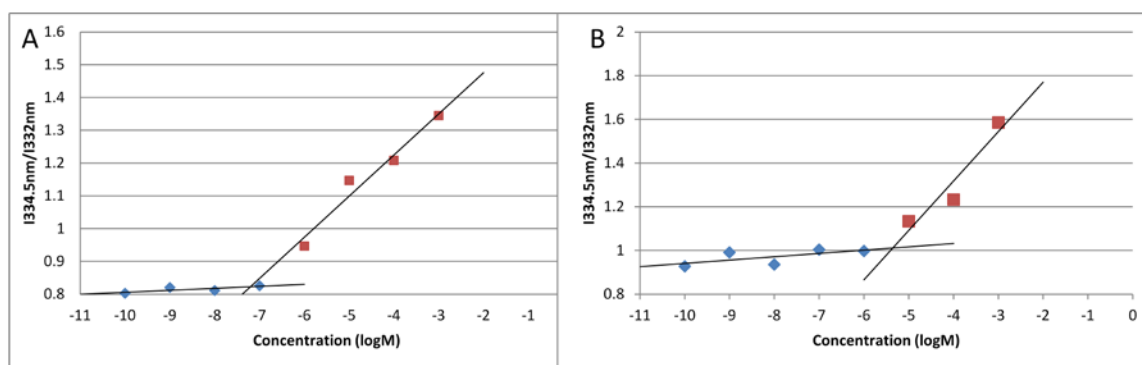 A
I334.5nm/I332nm
1.6
1.5
1.4
1.3
1.2
1.1
1
0.9
0.8
-11 -10 -9 -8 -7 -6 -5 -4 -3 -2 -1
Concentration (logM)
B
I334.5nm/I332nm
2
1.8
1.6
1.4
1.2
1
0.8
-11 -10 -9 -8 -7 -6 -5 -4 -3 -2 -1 0
Concentration (logM)